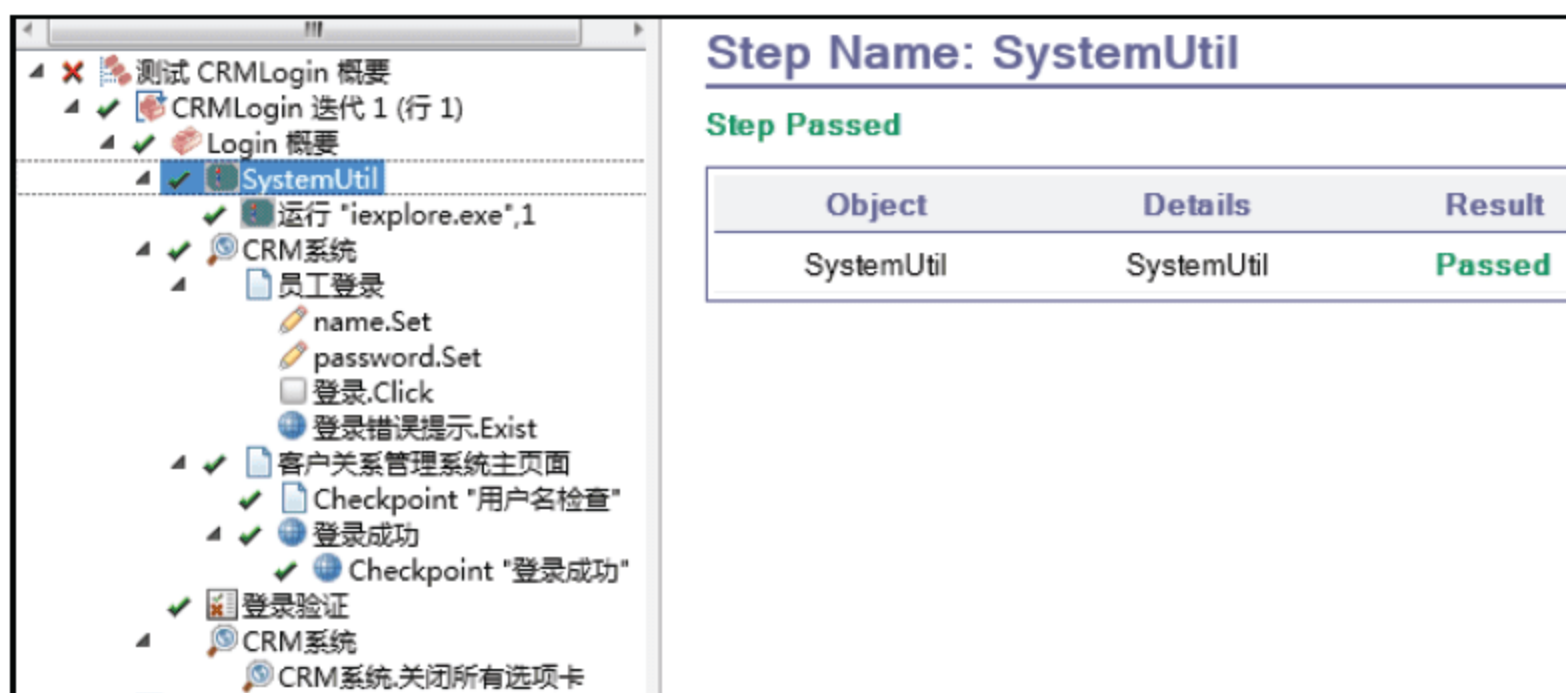 测试 CRMLogin 概要
CRMLogin 迭代 1 (行 1)
Login 概要
SystemUtil
运行 "iexplore.exe",1
CRM系统
员工登录
name.Set
password.Set
登录.Click
登录错误提示.Exist
客户关系管理系统主页面
Checkpoint "用户名检查"
登录成功
Checkpoint "登录成功"
登录验证
CRM系统
CRM系统.关闭所有选项卡
Step Name: SystemUtil
Step Passed
Object Details Result
SystemUtil SystemUtil Passed